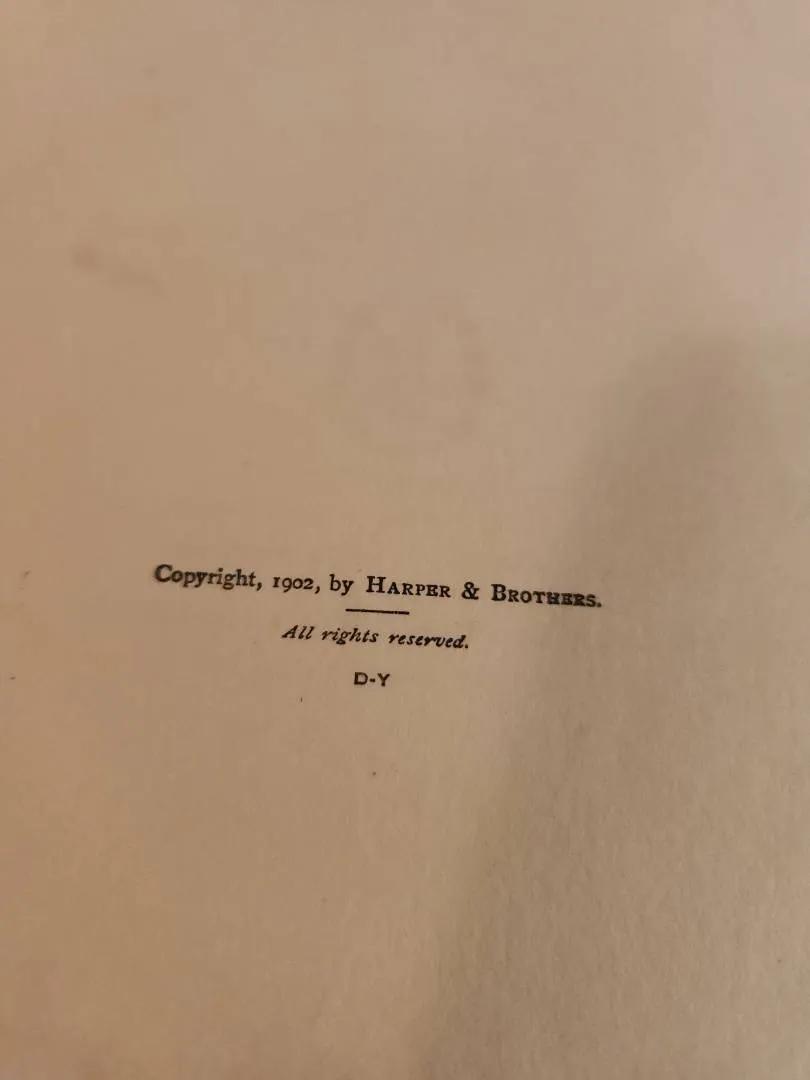 Copyright, 1902, by HARPER & BROTHERS.
All rights reserved.
D-Y